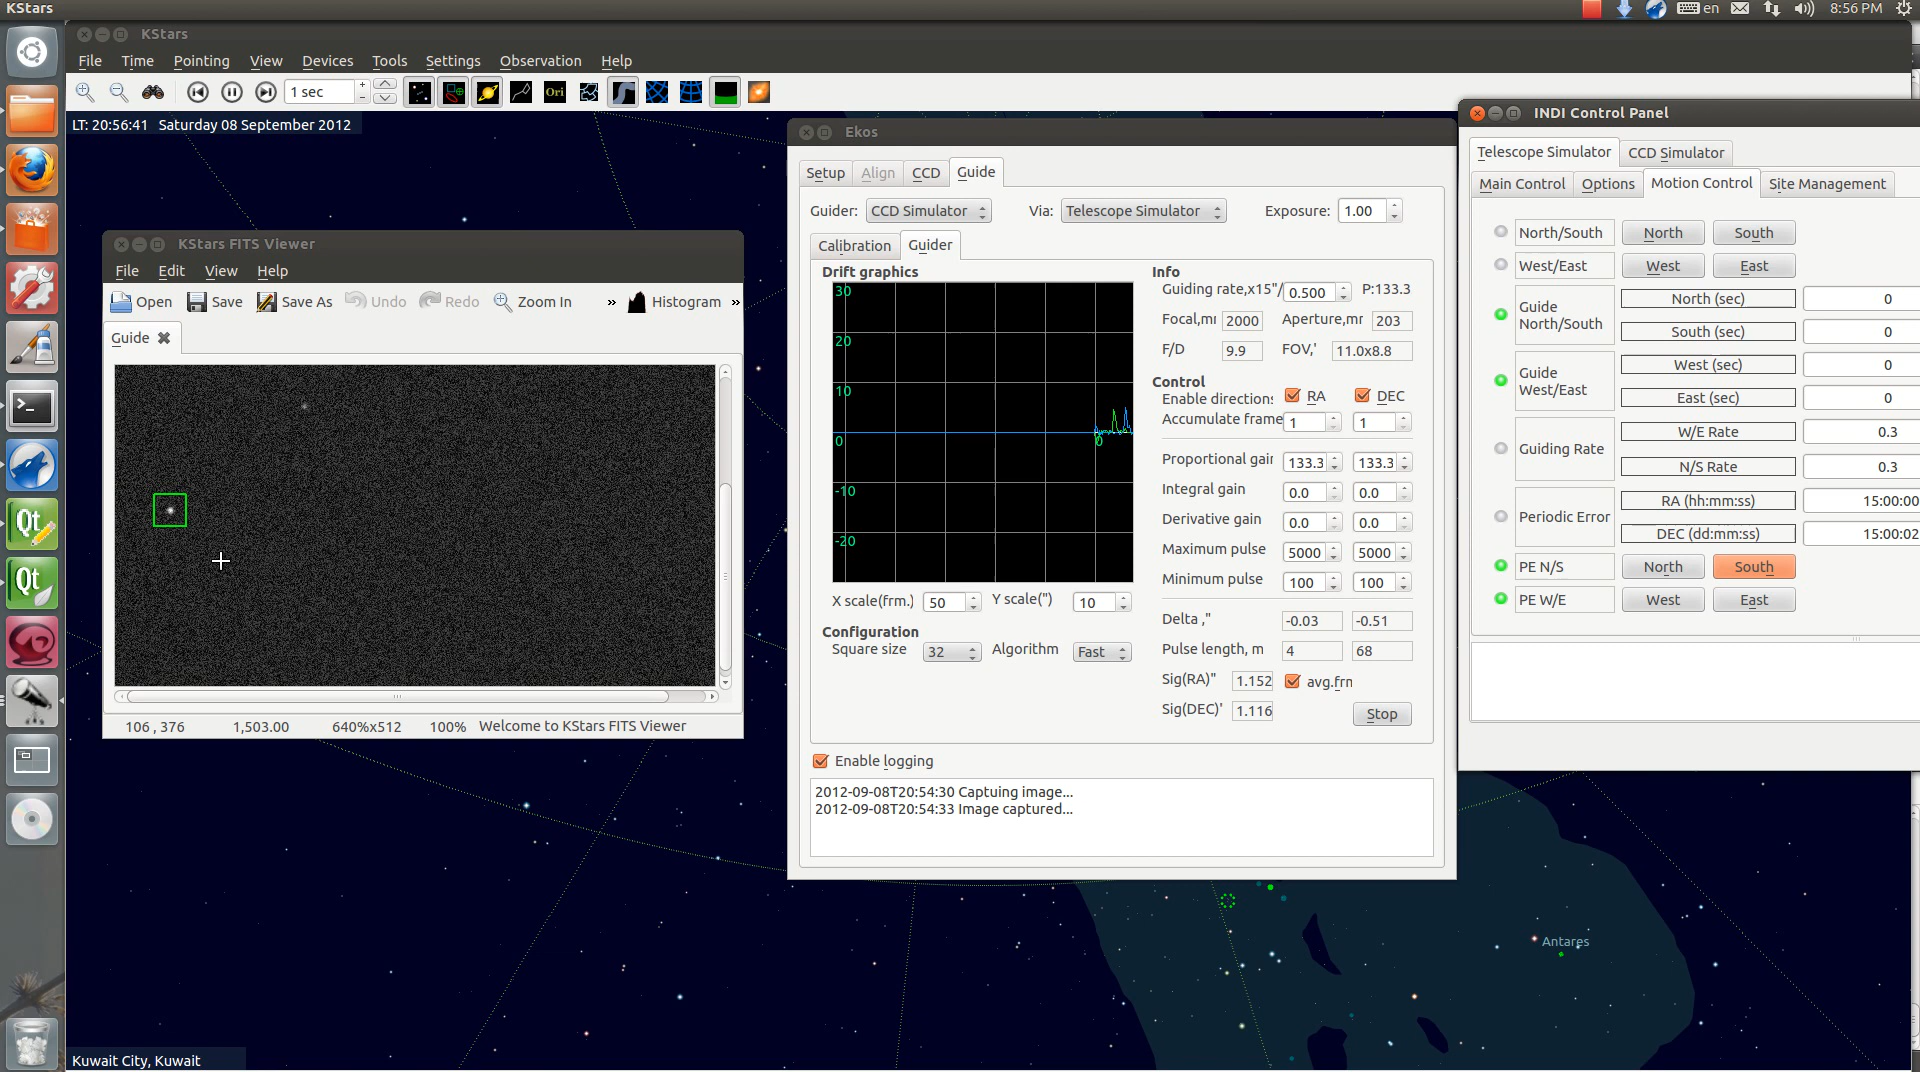 KStars
en
8:56 PM
KStars
File Time Pointing View Devices Tools Settings Observation Help
1 sec
Ori
LT: 20:56:41 Saturday 08 September 2012
KStars FITS Viewer
File Edit View Help
Open Save Save As Undo Redo Zoom In » Histogram »
Guide
106 , 376 1,503.00 640%x512 100% Welcome to KStars FITS Viewer
Ekos
Setup Align CCD Guide
Guider: CCD Simulator Via: Telescope Simulator Exposure: 1.00
Calibration Guider
Drift graphics
30
20
10
0 0
-10
-20
X scale(frm.) 50 Y scale(") 10
Configuration
Square size 32 Algorithm Fast
Info
Guiding rate,x15"/ 0.500 P:133.3
Focal,mr 2000 Aperture,mr 203
F/D 9.9 FOV,' 11.0x8.8
Control
Enable directions RA DEC
Accumulate frame 1 1
Proportional gair 133.3 133.3
Integral gain 0.0 0.0
Derivative gain 0.0 0.0
Maximum pulse 5000 5000
Minimum pulse 100 100
Delta ," -0.03 -0.51
Pulse length, m 4 68
Sig(RA)" 1.152 avg.frn
Sig(DEC)' 1.116
Stop
Enable logging
2012-09-08T20:54:30 Captuing image...
2012-09-08T20:54:33 Image captured...
INDI Control Panel
Telescope Simulator CCD Simulator
Main Control Options Motion Control Site Management
North/South North South
West/East West East
Guide
North/South
North (sec) 0
South (sec) 0
Guide
West/East
West (sec) 0
East (sec) 0
Guiding Rate
W/E Rate 0.3
N/S Rate 0.3
Periodic Error
RA (hh:mm:ss) 15:00:00
DEC (dd:mm:ss) 15:00:02
PE N/S North South
PE W/E West East
Antares
Kuwait City, Kuwait